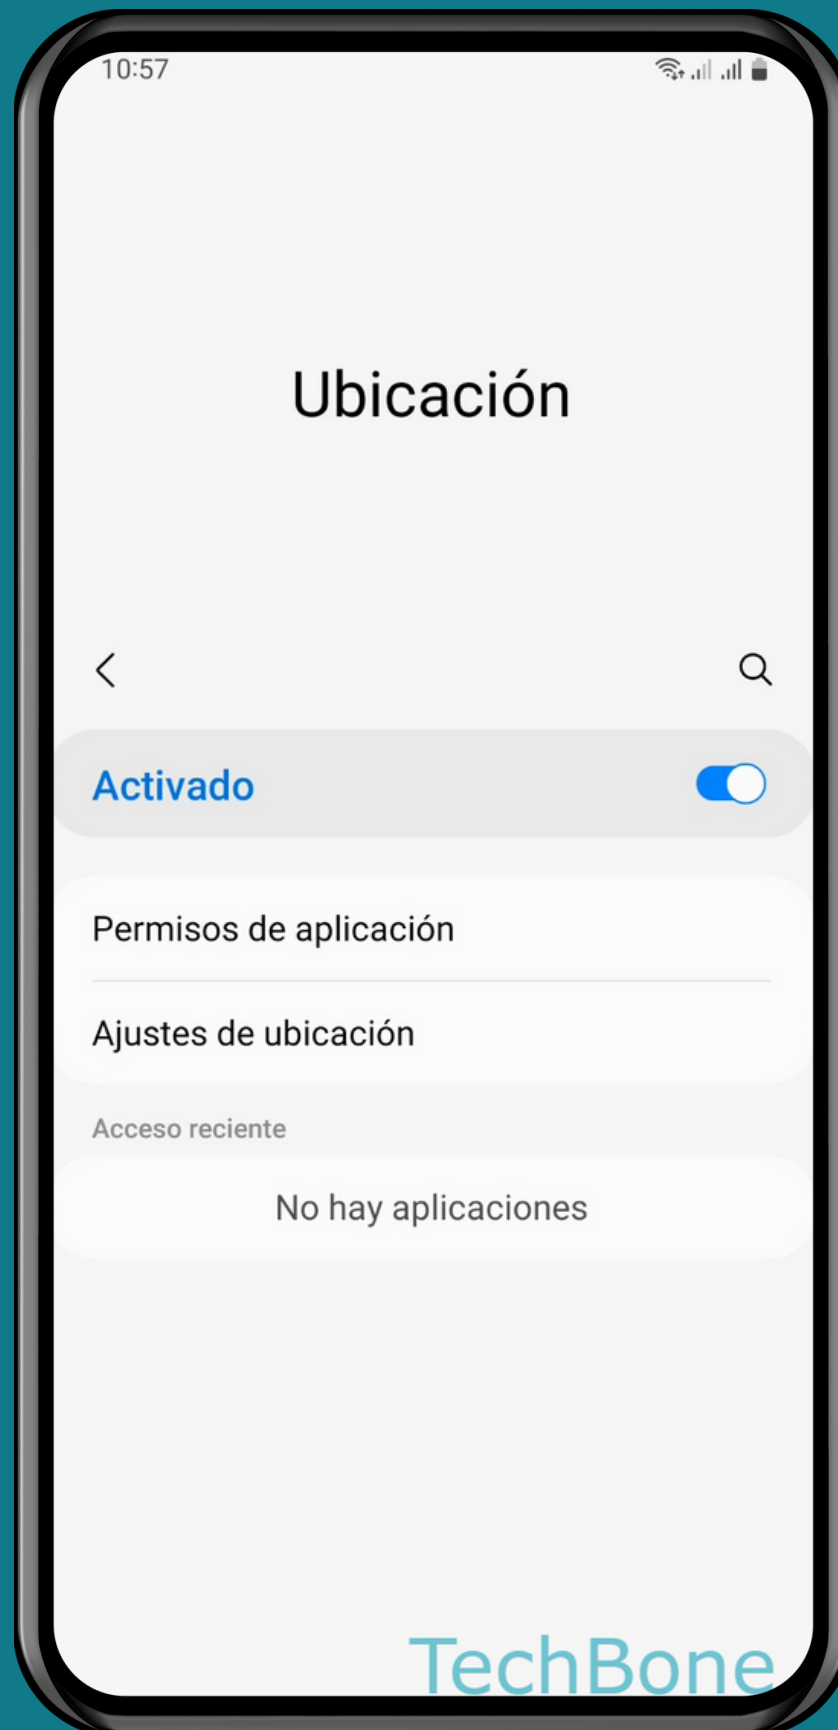 10:57
Ubicación
Activado
Permisos de aplicación
Ajustes de ubicación
Acceso reciente
No hay aplicaciones
TechBone